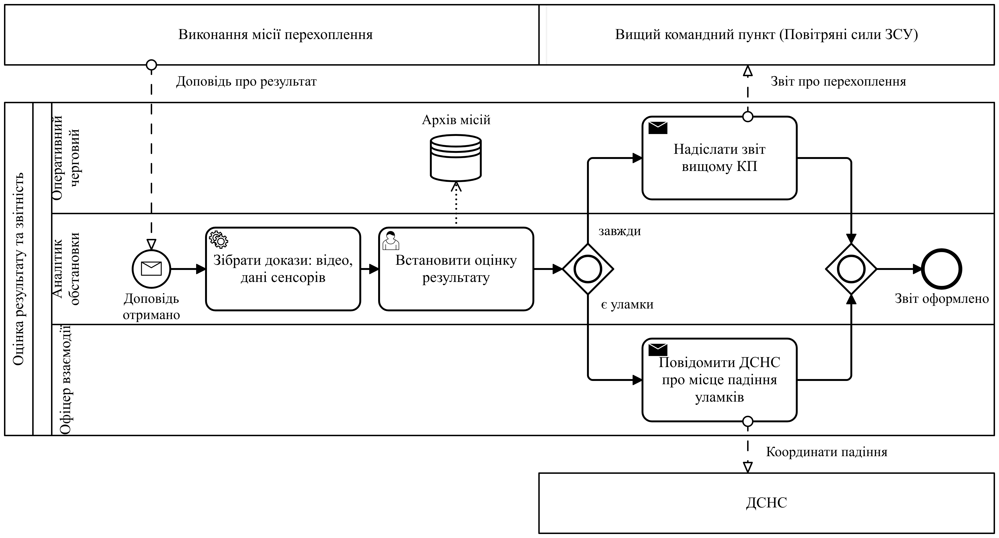 Виконання місії перехоплення
Вищий командний пункт (Повітряні сили ЗСУ)
Доповідь про результат
Звіт про перехоплення
Оцінка результату та звітність
Оперативний
черговий
Архів місій
Надіслати звіт
вищому КП
Аналітик
обстановки
Доповідь
отримано
Зібрати докази: відео,
дані сенсорів
Встановити оцінку
результату
завжди
є уламки
Звіт оформлено
Офіцер взаємодії
Повідомити ДСНС
про місце падіння
уламків
Координати падіння
ДСНС